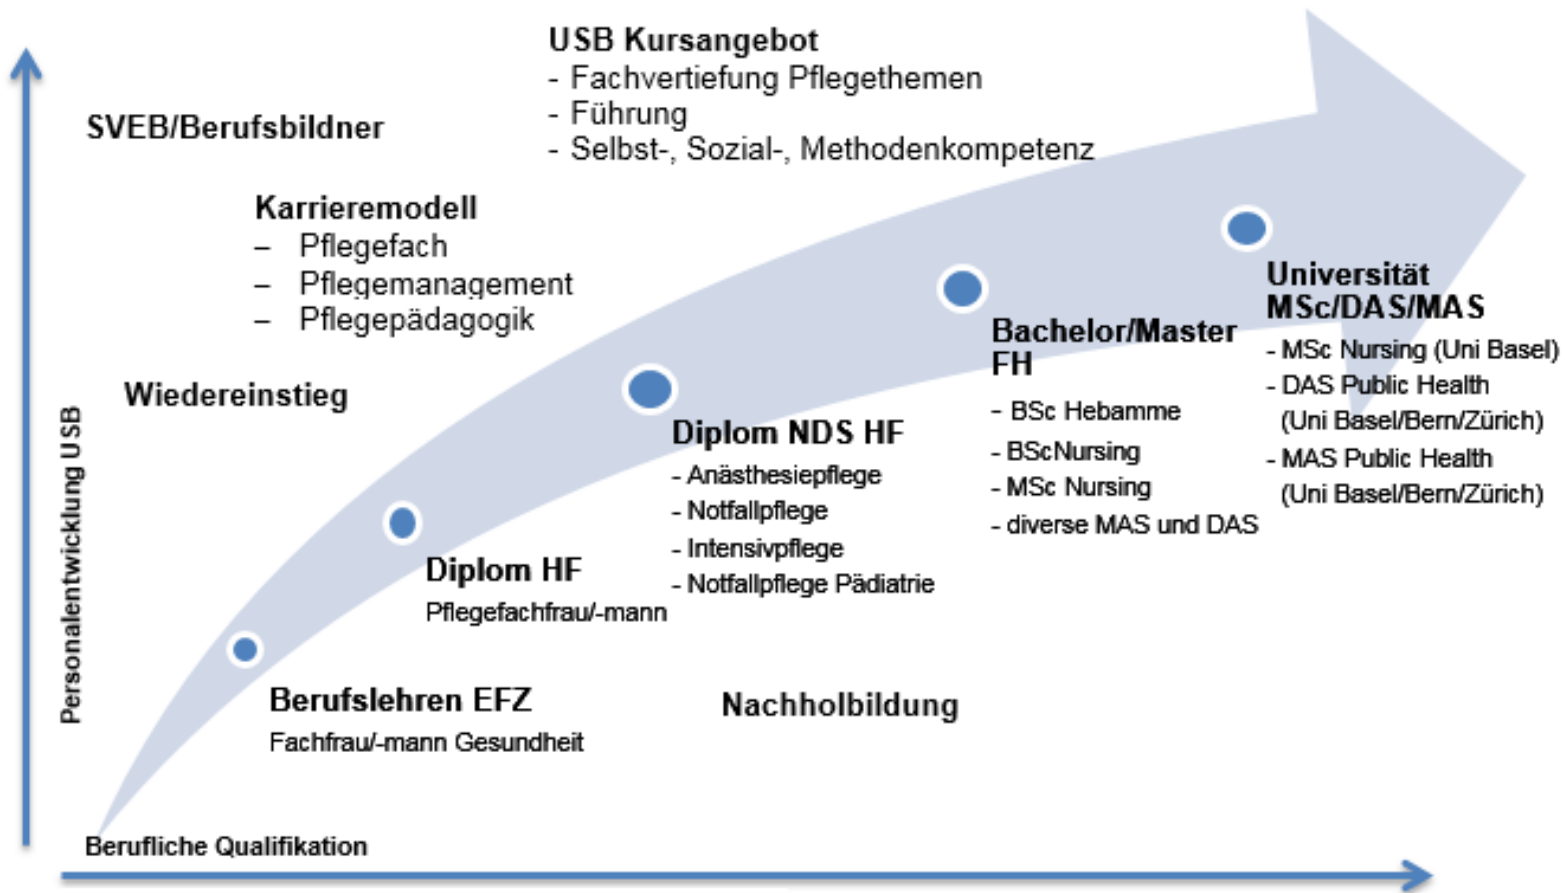 USB Kursangebot
- Fachvertiefung Pflegethemen
- Führung
- Selbst-, Sozial-, Methodenkompetenz
SVEB/Berufsbildner
Karrieremodell
– Pflegefach
– Pflegemanagement
– Pflegepädagogik
Wiedereinstieg
Universität
MSc/DAS/MAS
- MSc Nursing (Uni Basel)
- DAS Public Health
(Uni Basel/Bern/Zürich)
- MAS Public Health
(Uni Basel/Bern/Zürich)
Bachelor/Master
FH
- BSc Hebamme
- BScNursing
- MSc Nursing
- diverse MAS und DAS
Diplom NDS HF
- Anästhesiepflege
- Notfallpflege
- Intensivpflege
- Notfallpflege Pädiatrie
Diplom HF
Pflegefachfrau/-mann
Berufslehren EFZ
Fachfrau/-mann Gesundheit
Nachholbildung
Personalentwicklung USB
Berufliche Qualifikation